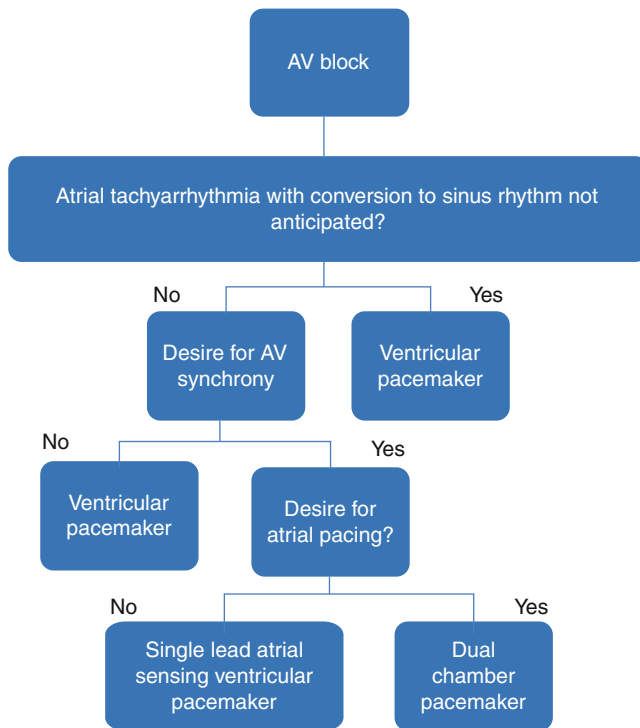 AV block
Atrial tachyarrhythmia with conversion to sinus rhythm not
anticipated?
No
Yes
Desire for AV
synchrony
Ventricular
pacemaker
No
Yes
Ventricular
pacemaker
Desire for
atrial pacing?
No
Yes
Single lead atrial
sensing ventricular
pacemaker
Dual
chamber
pacemaker